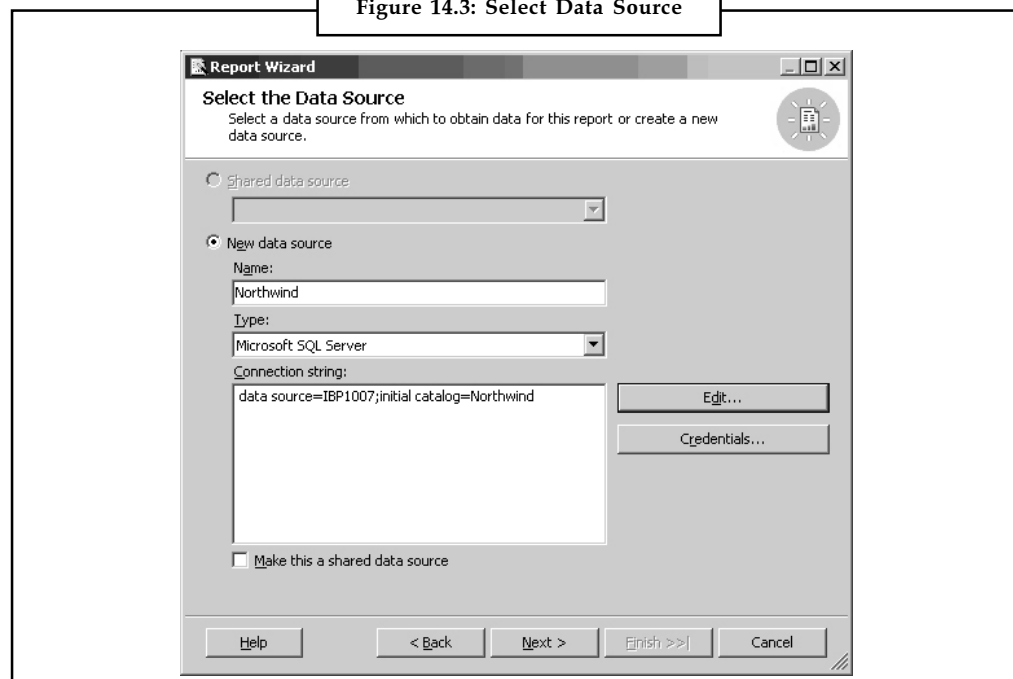 Figure 14.3: Select Data Source
Report Wizard
Select the Data Source
Select a data source from which to obtain data for this report or create a new
data source.
Shared data source
New data source
Name:
Northwind
Type:
Microsoft SQL Server
Connection string:
data source=IBP1007;initial catalog=Northwind
Edit...
Credentials...
Make this a shared data source
Help
< Back
Next >
Finish >>|
Cancel